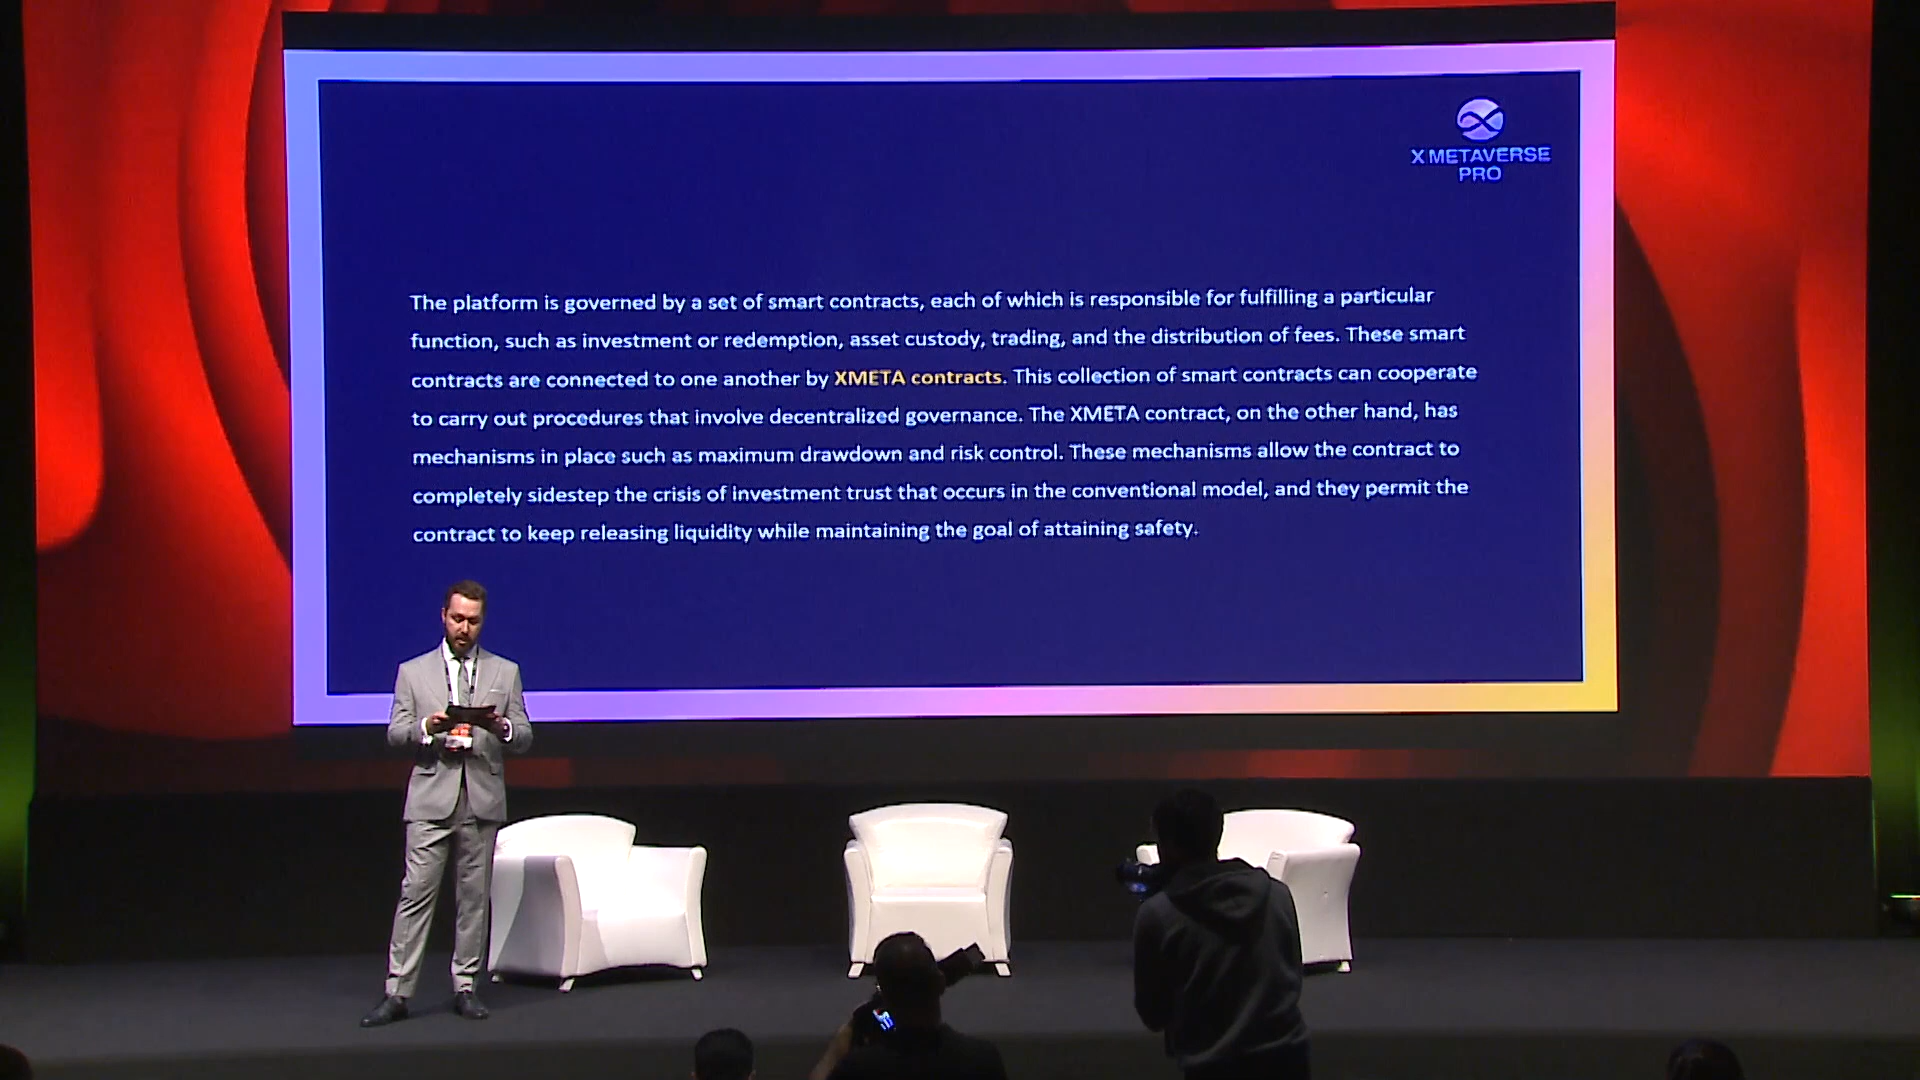 X METAVERSE
PRO
The platform is governed by a set of smart contracts, each of which is responsible for fulfilling a particular
function, such as investment or redemption, asset custody, trading, and the distribution of fees. These smart
contracts are connected to one another by XMETA contracts. This collection of smart contracts can cooperate
to carry out procedures that involve decentralized governance. The XMETA contract, on the other hand, has
mechanisms in place such as maximum drawdown and risk control. These mechanisms allow the contract to
completely sidestep the crisis of investment trust that occurs in the conventional model, and they permit the
contract to keep releasing liquidity while maintaining the goal of attaining safety.